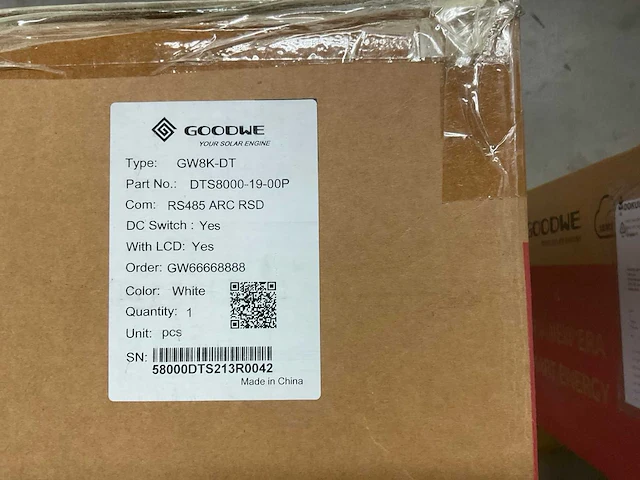 GOODWE
YOUR SOLAR ENGINE
Type: GW8K-DT
Part No.: DTS8000-19-00P
Com: RS485 ARC RSD
DC Switch : Yes
With LCD: Yes
Order: GW66668888
Color: White
Quantity: 1
Unit: pcs
SN:
58000DTS213R0042
Made in China
GOODWE
ENERGY